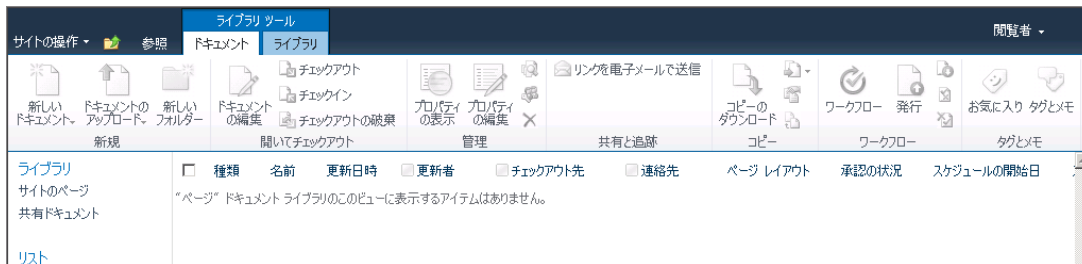 ライブラリ ツール
サイトの操作 参照 ドキュメント ライブラリ 閲覧者
チェックアウト リンクを電子メールで送信
チェックイン
新しい ドキュメントの 新しい ドキュメント プロパティ プロパティ コピーの ワークフロー 発行 お気に入り タグとメモ
ドキュメント アップロード フォルダー の編集 チェックアウトの破棄 の表示 の編集 ダウンロード
新規 開いてチェックアウト 管理 共有と追跡 コピー ワークフロー タグとメモ
ライブラリ 種類 名前 更新日時 更新者 チェックアウト先 連絡先 ページ レイアウト 承認の状況 スケジュールの開始日
サイトのページ "ページ" ドキュメント ライブラリのこのビューに表示するアイテムはありません。
共有ドキュメント
リスト